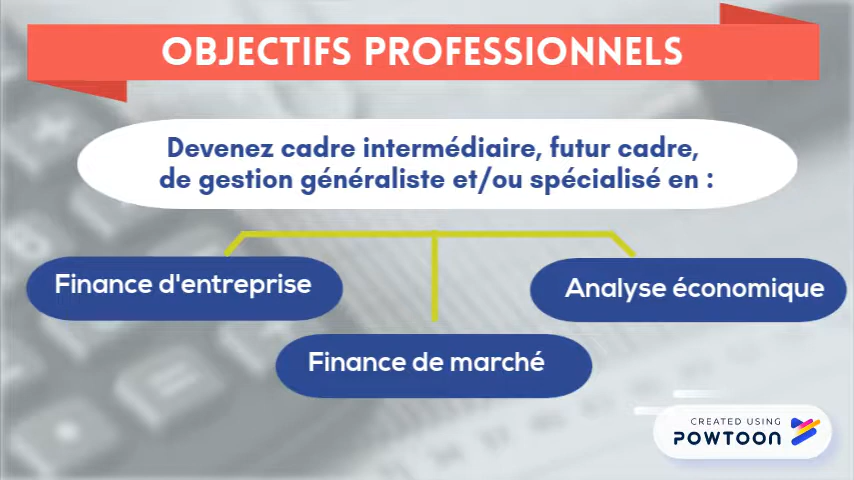 OBJECTIFS PROFESSIONNELS
Devenez cadre intermédiaire, futur cadre,
de gestion généraliste et/ou spécialisé en :
Finance d'entreprise
Analyse économique
Finance de marché
CREATED USING
POWTOON